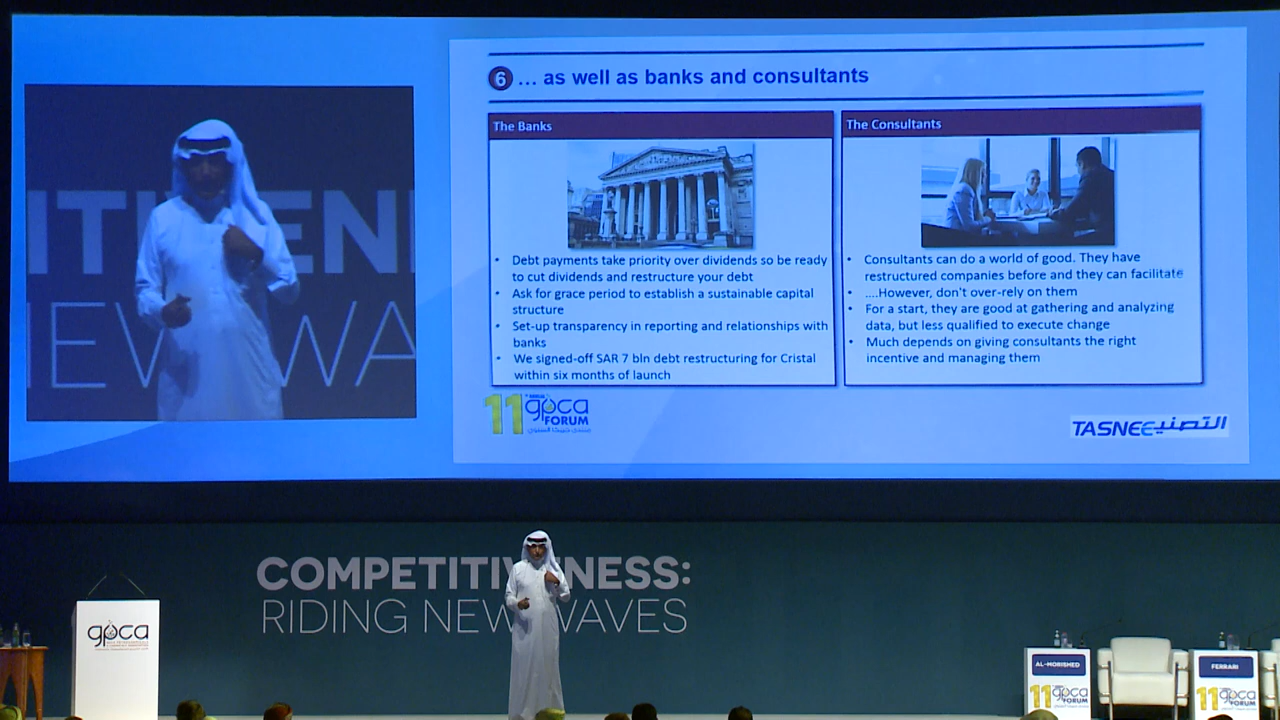 ITIVEN
EW WA
6 ... as well as banks and consultants
The Banks
• Debt payments take priority over dividends so be ready
to cut dividends and restructure your debt
• Ask for grace period to establish a sustainable capital
structure
• Set-up transparency in reporting and relationships with
banks
• We signed-off SAR 7 bln debt restructuring for Cristal
within six months of launch
The Consultants
• Consultants can do a world of good. They have
restructured companies before and they can facilitate
• ....However, don't over-rely on them
• For a start, they are good at gathering and analyzing
data, but less qualified to execute change
• Much depends on giving consultants the right
incentive and managing them
11 gpca
FORUM
TASNEE التصنيع
COMPETITIV NESS:
RIDING NEW WAVES
gpca
AL-MORISHED
11 gpca
FORUM
FERRARI
11 gpca
FORUM